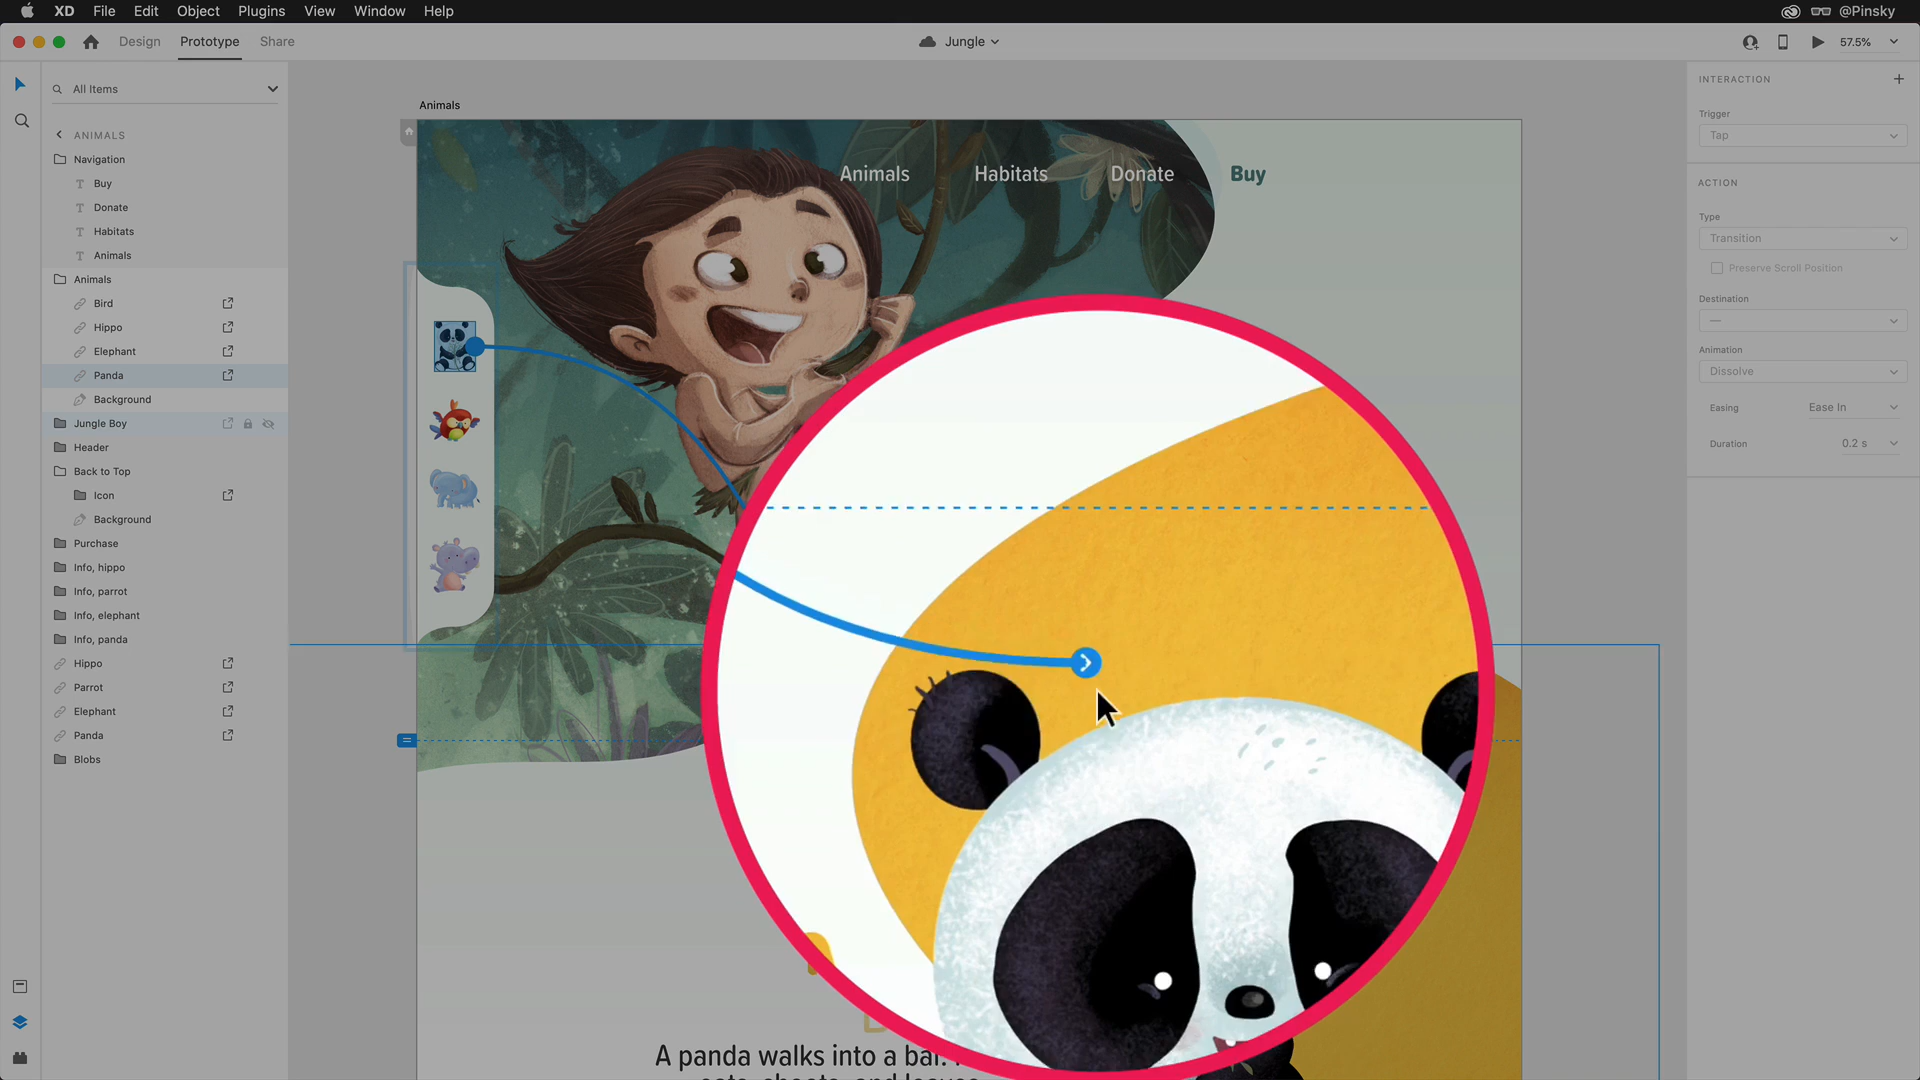 XD File Edit Object Plugins View Window Help @Pinsky
Design Prototype Share Jungle 57.5%
All Items
ANIMALS
Navigation
Buy
Donate
Habitats
Animals
Animals
Bird
Hippo
Elephant
Panda
Background
Jungle Boy
Header
Back to Top
Icon
Background
Purchase
Info, hippo
Info, parrot
Info, elephant
Info, panda
Hippo
Parrot
Elephant
Panda
Blobs
Animals
Animals Habitats Donate Buy
A panda walks into a bar.
INTERACTION
Trigger
Tap
ACTION
Type
Transition
Preserve Scroll Position
Destination
—
Animation
Dissolve
Easing Ease In
Duration 0.2 s